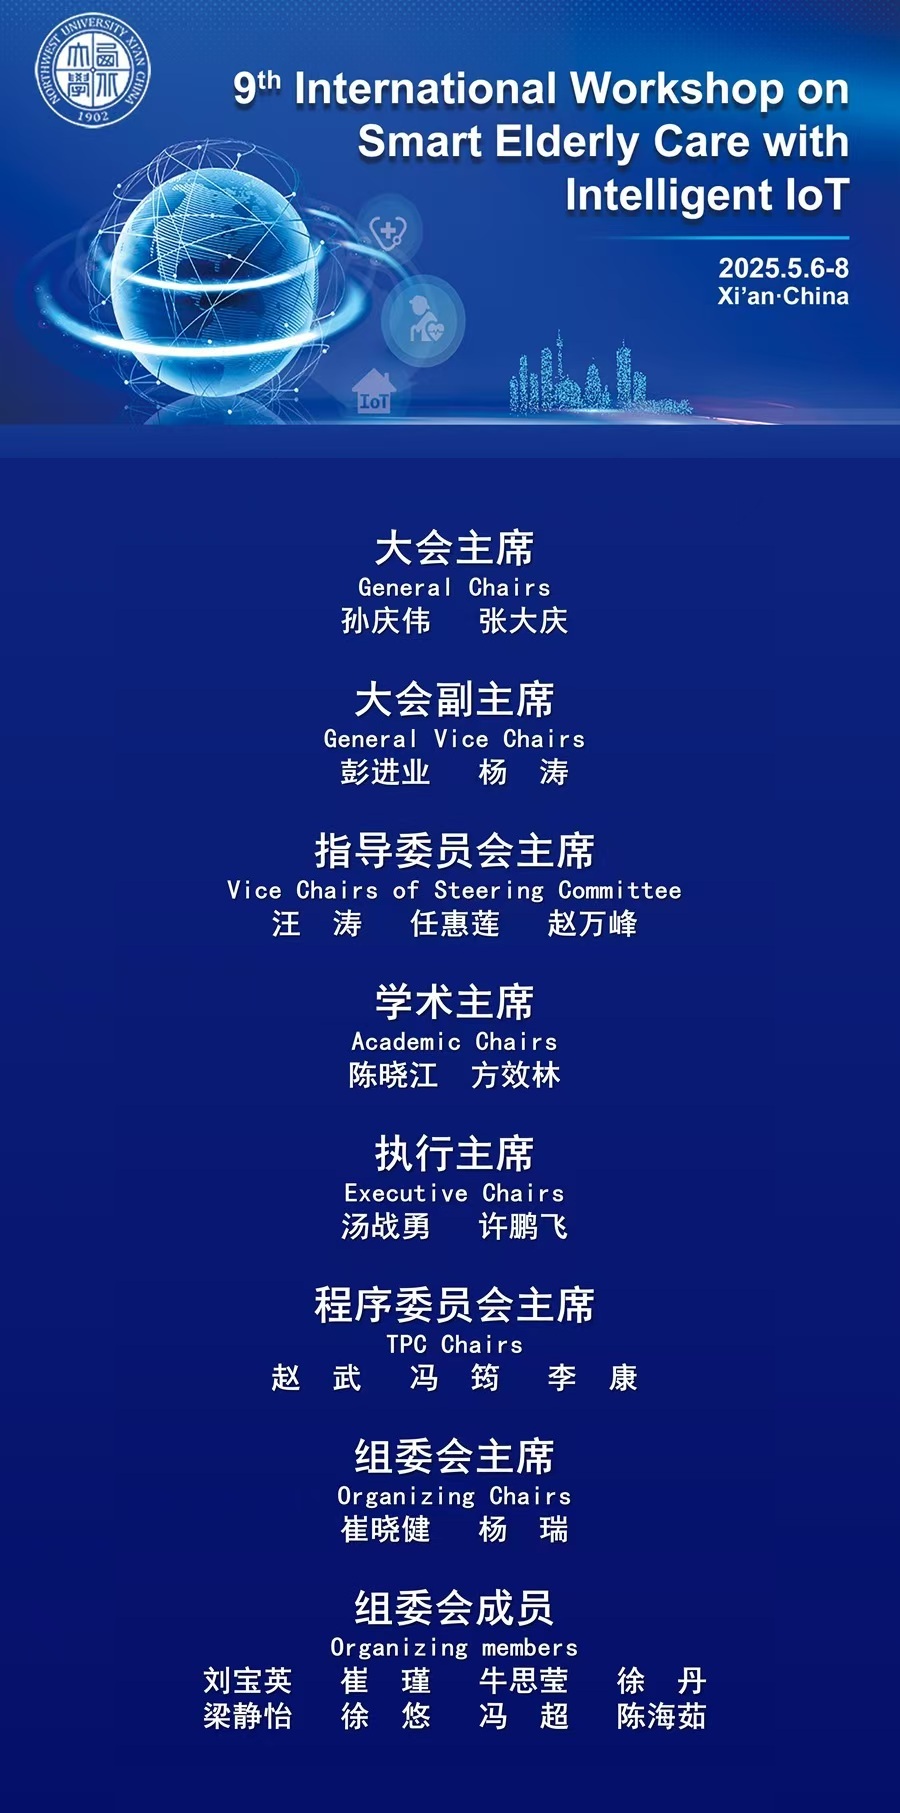 NORTHWEST UNIVERSITY XI'AN CHINA
1902
9th International Workshop on
Smart Elderly Care with
Intelligent IoT
2025.5.6-8
Xi'an·China
IoT
大会主席
General Chairs
孙庆伟 张大庆
大会副主席
General Vice Chairs
彭进业 杨 涛
指导委员会主席
Vice Chairs of Steering Committee
汪 涛 任惠莲 赵万峰
学术主席
Academic Chairs
陈晓江 方效林
执行主席
Executive Chairs
汤战勇 许鹏飞
程序委员会主席
TPC Chairs
赵 武 冯 筠 李 康
组委会主席
Organizing Chairs
崔晓健 杨 瑞
组委会成员
Organizing members
刘宝英 崔 瑾 牛思莹 徐 丹
梁静怡 徐 悠 冯 超 陈海茹